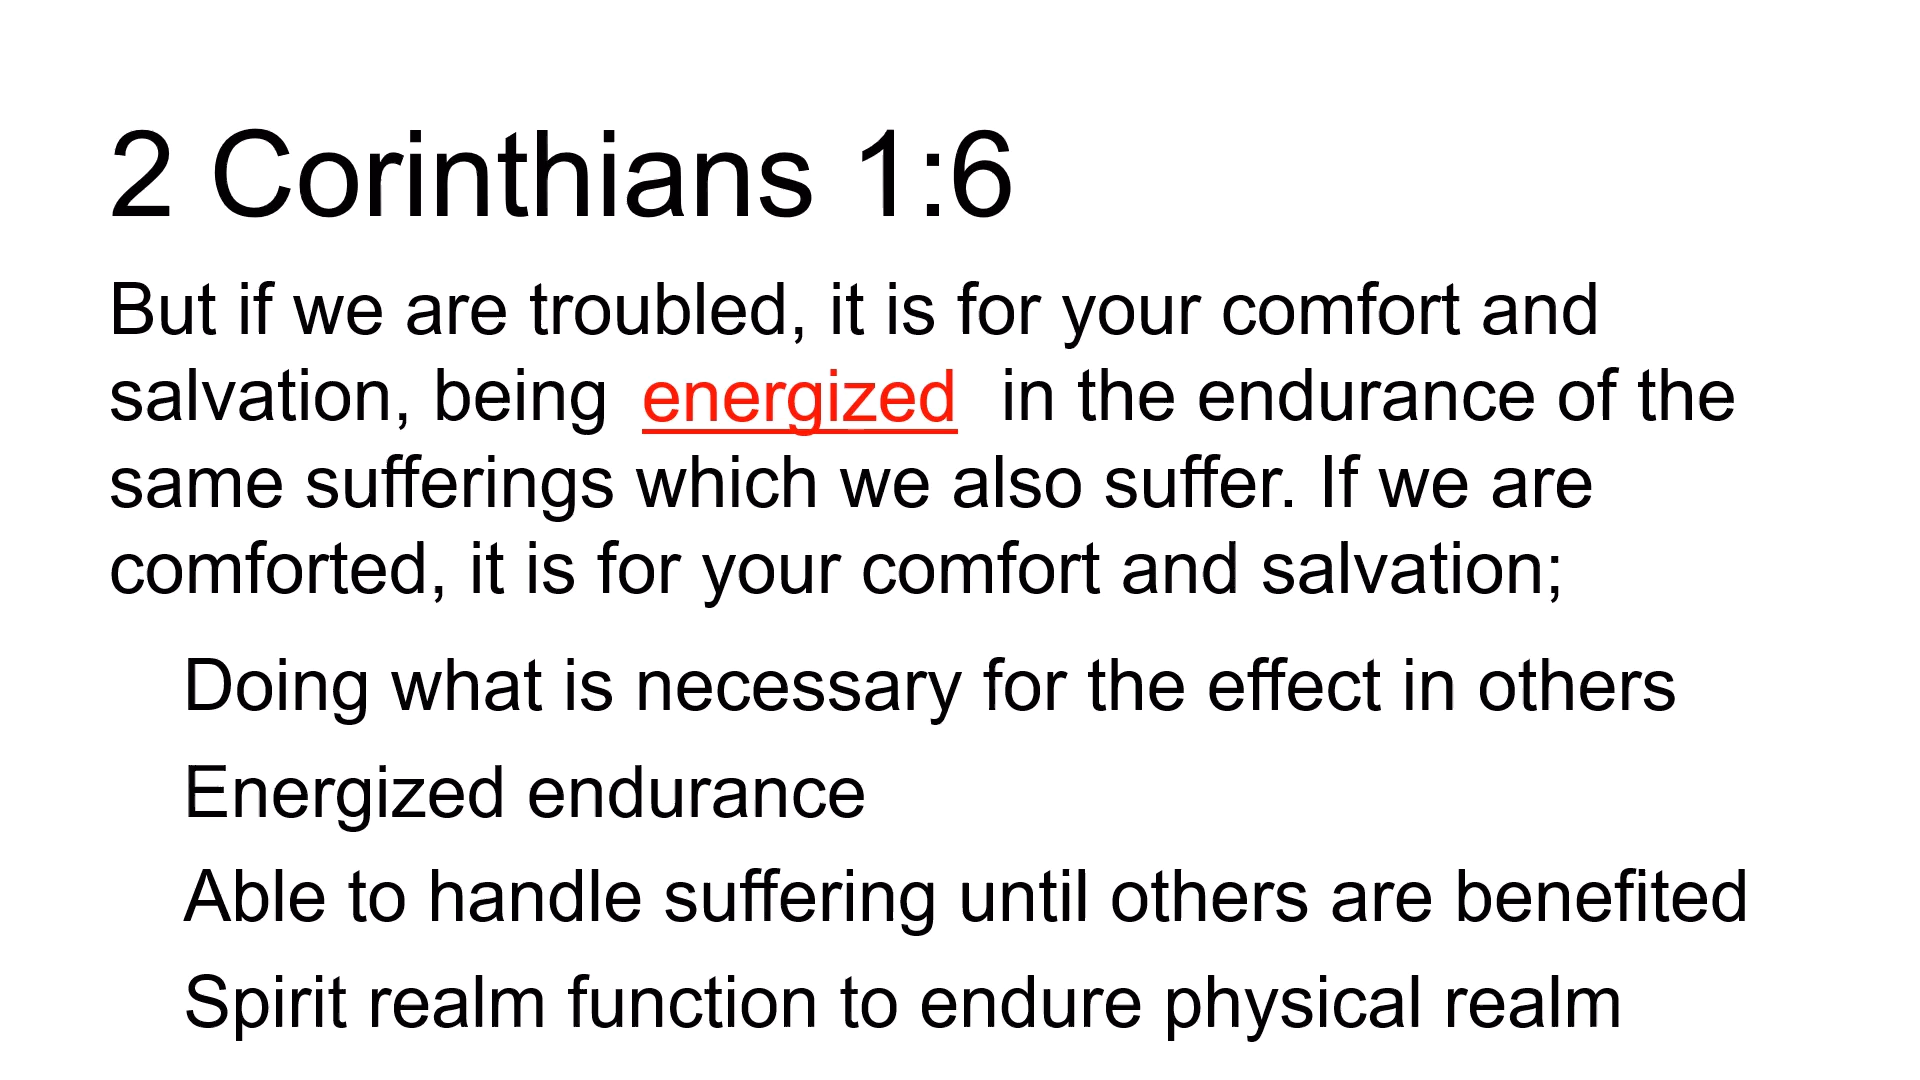 2 Corinthians 1:6
But if we are troubled, it is for your comfort and
salvation, being energized in the endurance of the
same sufferings which we also suffer. If we are
comforted, it is for your comfort and salvation;
Doing what is necessary for the effect in others
Energized endurance
Able to handle suffering until others are benefited
Spirit realm function to endure physical realm